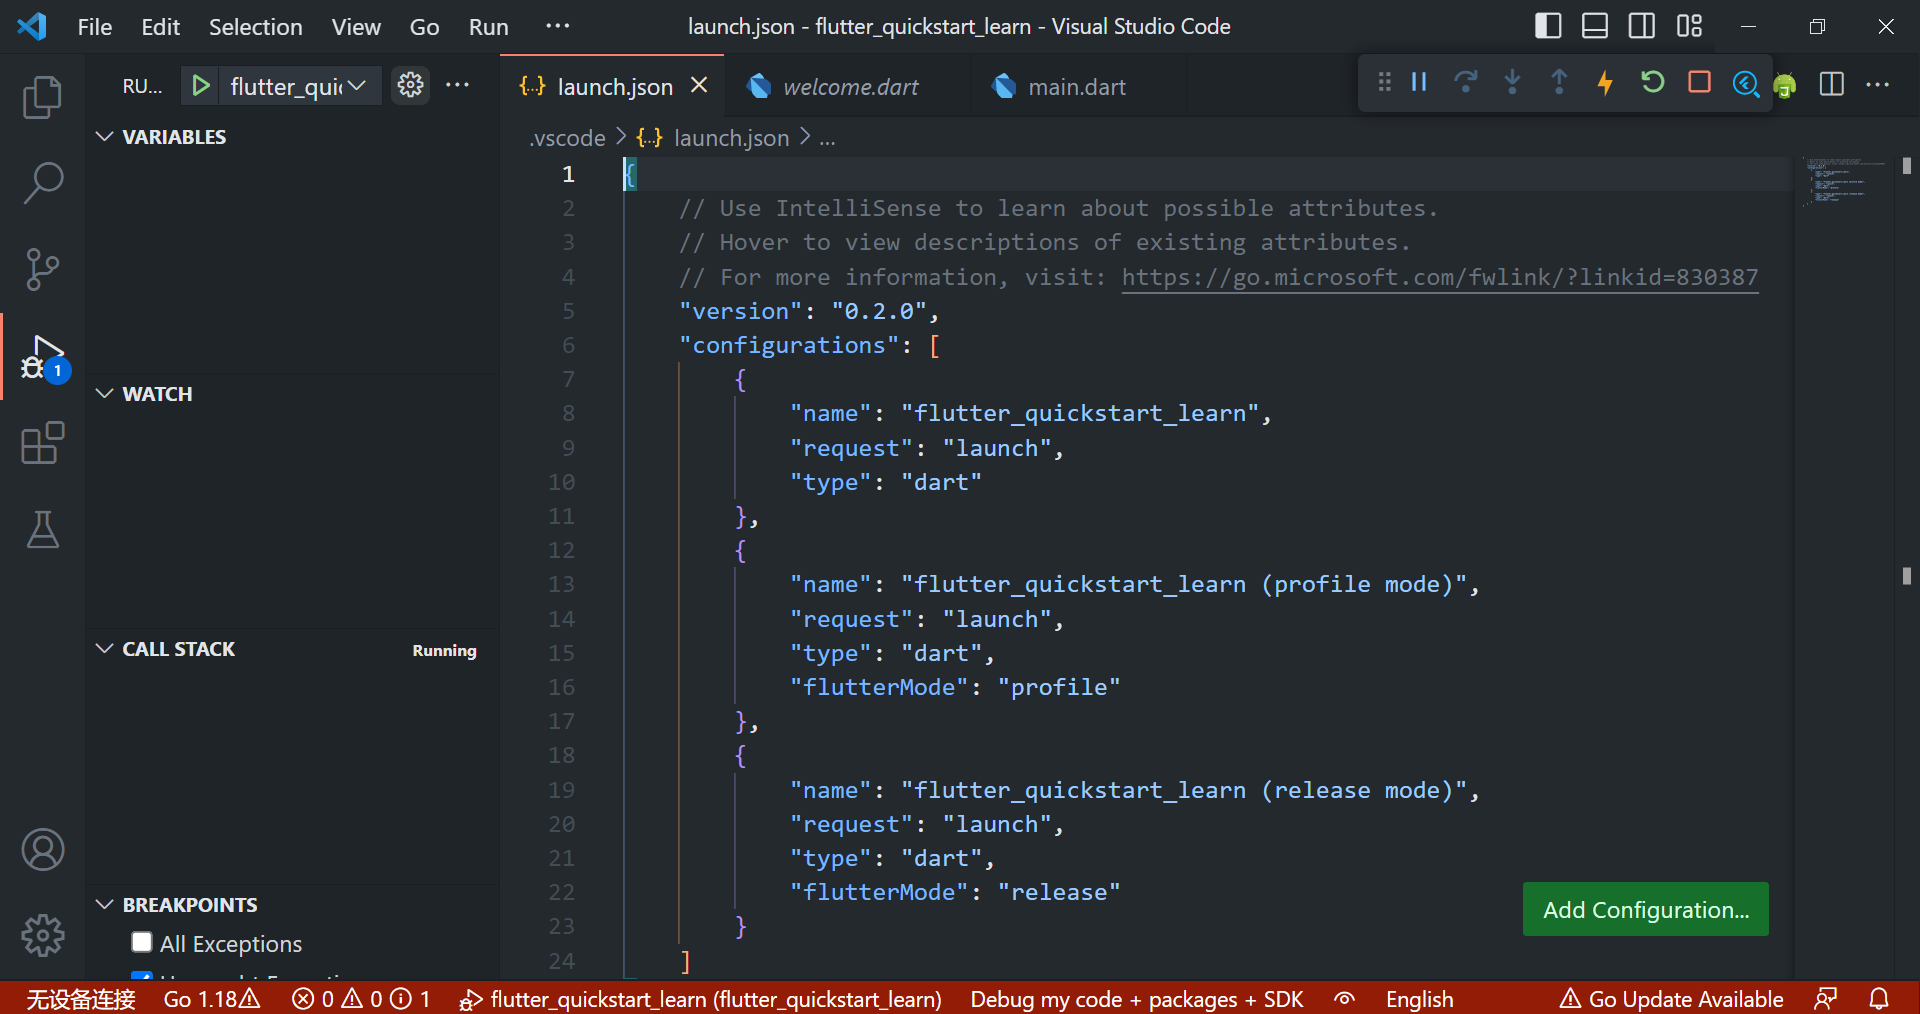 File Edit Selection View Go Run ···
launch.json - flutter_quickstart_learn - Visual Studio Code
RU... flutter_quic
launch.json welcome.dart main.dart
VARIABLES
WATCH
CALL STACK Running
BREAKPOINTS
All Exceptions
.vscode > {..} launch.json > ...
1 {
2 // Use IntelliSense to learn about possible attributes.
3 // Hover to view descriptions of existing attributes.
4 // For more information, visit: https://go.microsoft.com/fwlink/?linkid=830387
5 "version": "0.2.0",
6 "configurations": [
7 {
8 "name": "flutter_quickstart_learn",
9 "request": "launch",
10 "type": "dart"
11 },
12 {
13 "name": "flutter_quickstart_learn (profile mode)",
14 "request": "launch",
15 "type": "dart",
16 "flutterMode": "profile"
17 },
18 {
19 "name": "flutter_quickstart_learn (release mode)",
20 "request": "launch",
21 "type": "dart",
22 "flutterMode": "release"
23 }
24 ]
Add Configuration...
1
无设备连接 Go 1.18 0 0 1 flutter_quickstart_learn (flutter_quickstart_learn) Debug my code + packages + SDK English Go Update Available